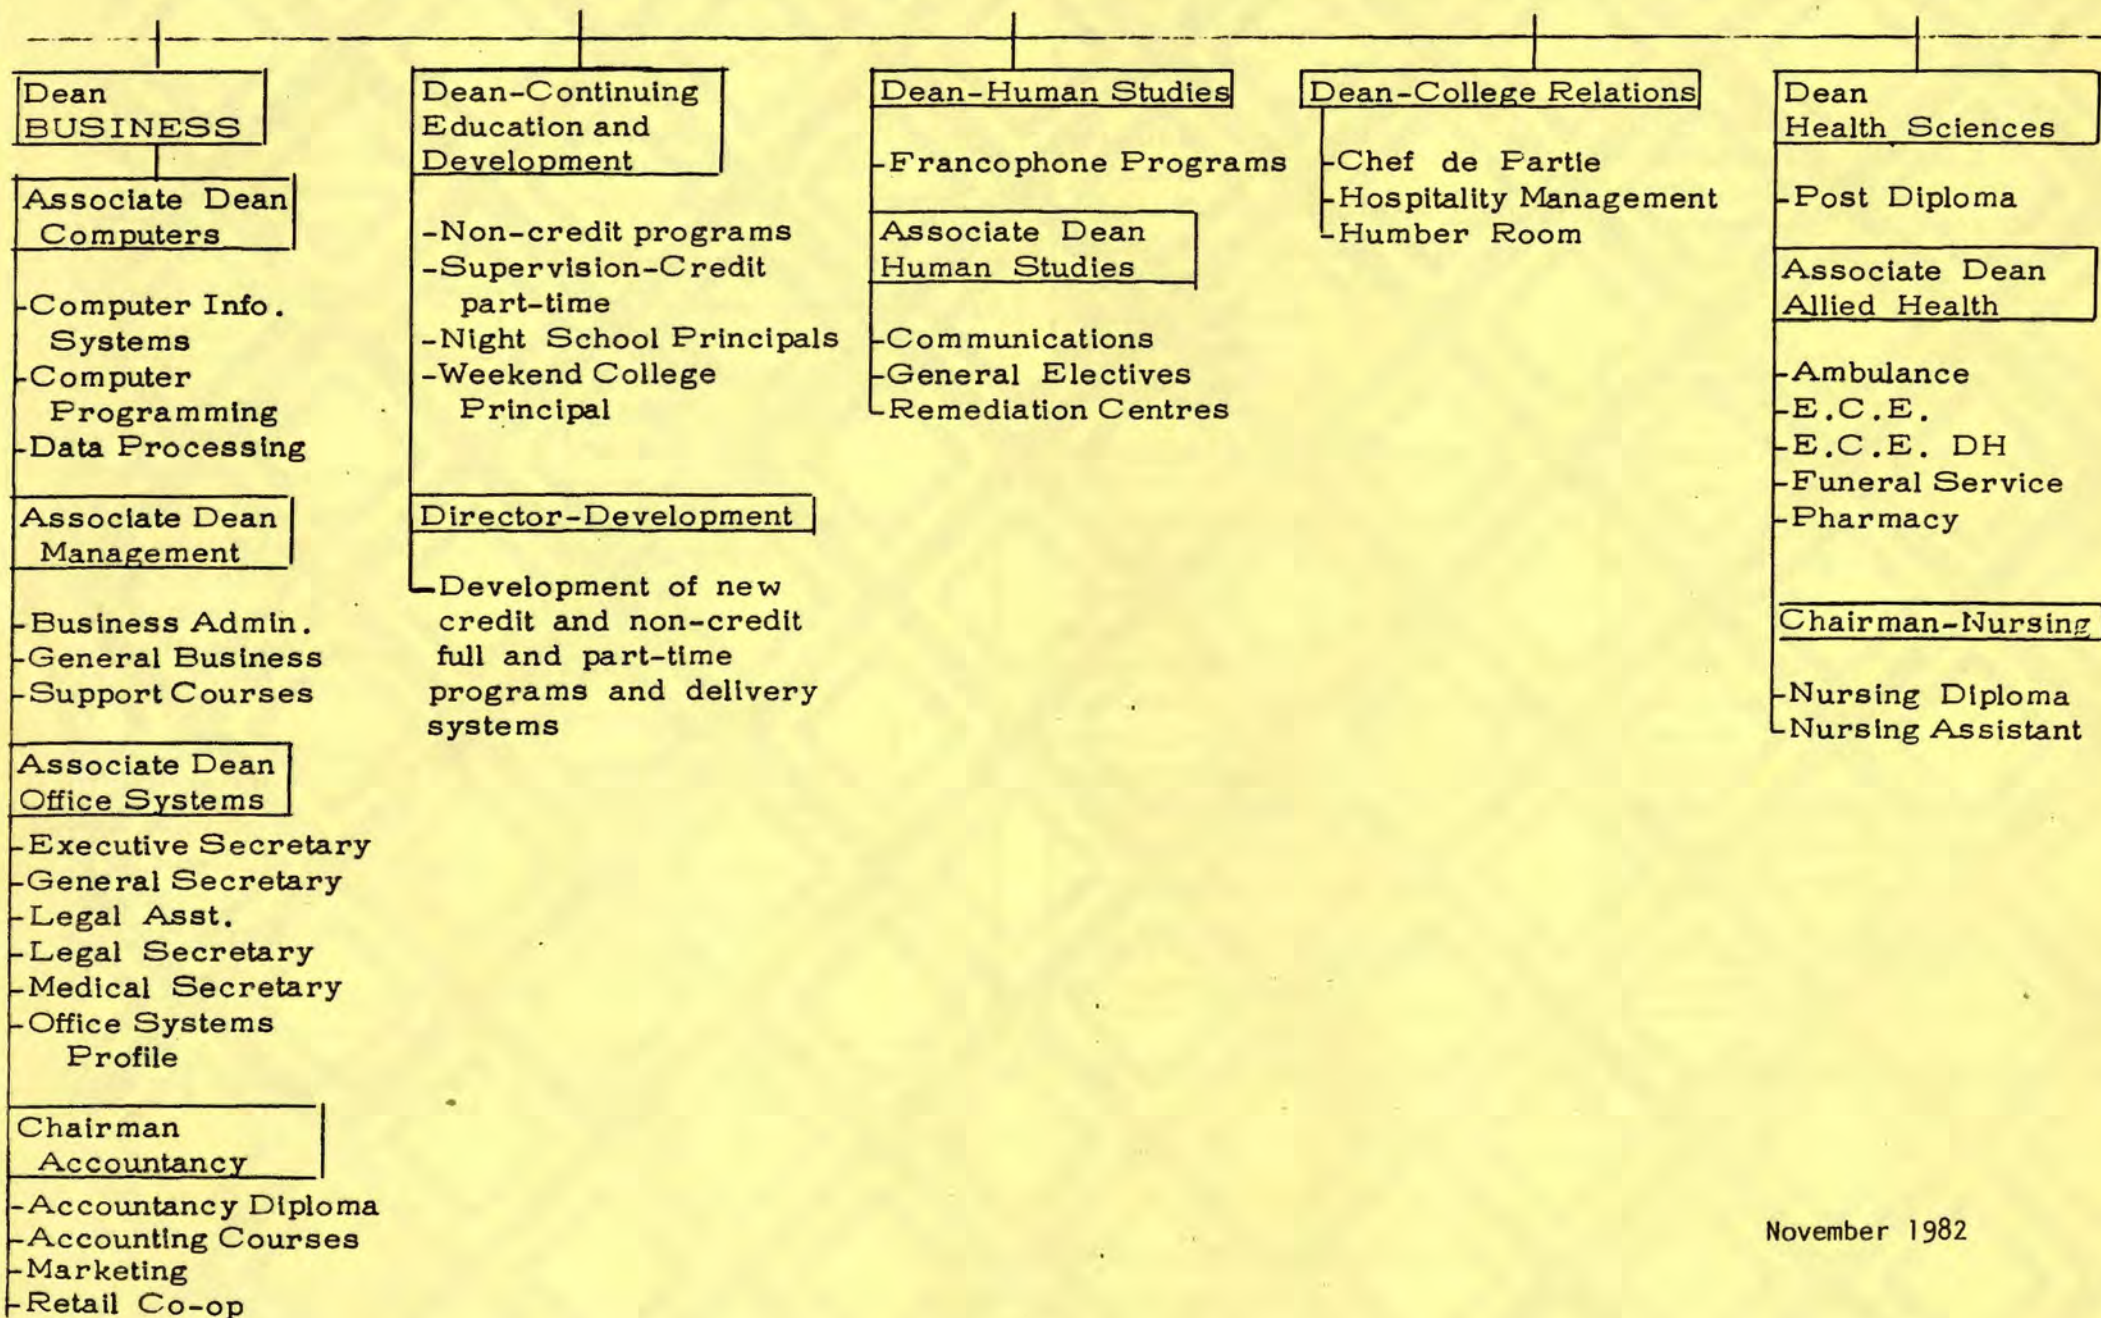 Dean
BUSINESS
Associate Dean
Computers
-Computer Info.
Systems
-Computer
Programming
-Data Processing
Associate Dean
Management
-Business Admin.
-General Business
-Support Courses
Associate Dean
Office Systems
-Executive Secretary
-General Secretary
-Legal Asst.
-Legal Secretary
-Medical Secretary
-Office Systems
Profile
Chairman
Accountancy
-Accountancy Diploma
-Accounting Courses
-Marketing
-Retail Co-op
Dean-Continuing
Education and
Development
-Non-credit programs
-Supervision-Credit
part-time
-Night School Principals
-Weekend College
Principal
Director-Development
-Development of new
credit and non-credit
full and part-time
programs and delivery
systems
Dean-Human Studies
-Francophone Programs
Associate Dean
Human Studies
-Communications
-General Electives
-Remediation Centres
Dean-College Relations
-Chef de Partie
-Hospitality Management
-Humber Room
Dean
Health Sciences
-Post Diploma
Associate Dean
Allied Health
-Ambulance
-E.C.E.
-E.C.E. DH
-Funeral Service
-Pharmacy
Chairman-Nursing
-Nursing Diploma
-Nursing Assistant
November 1982